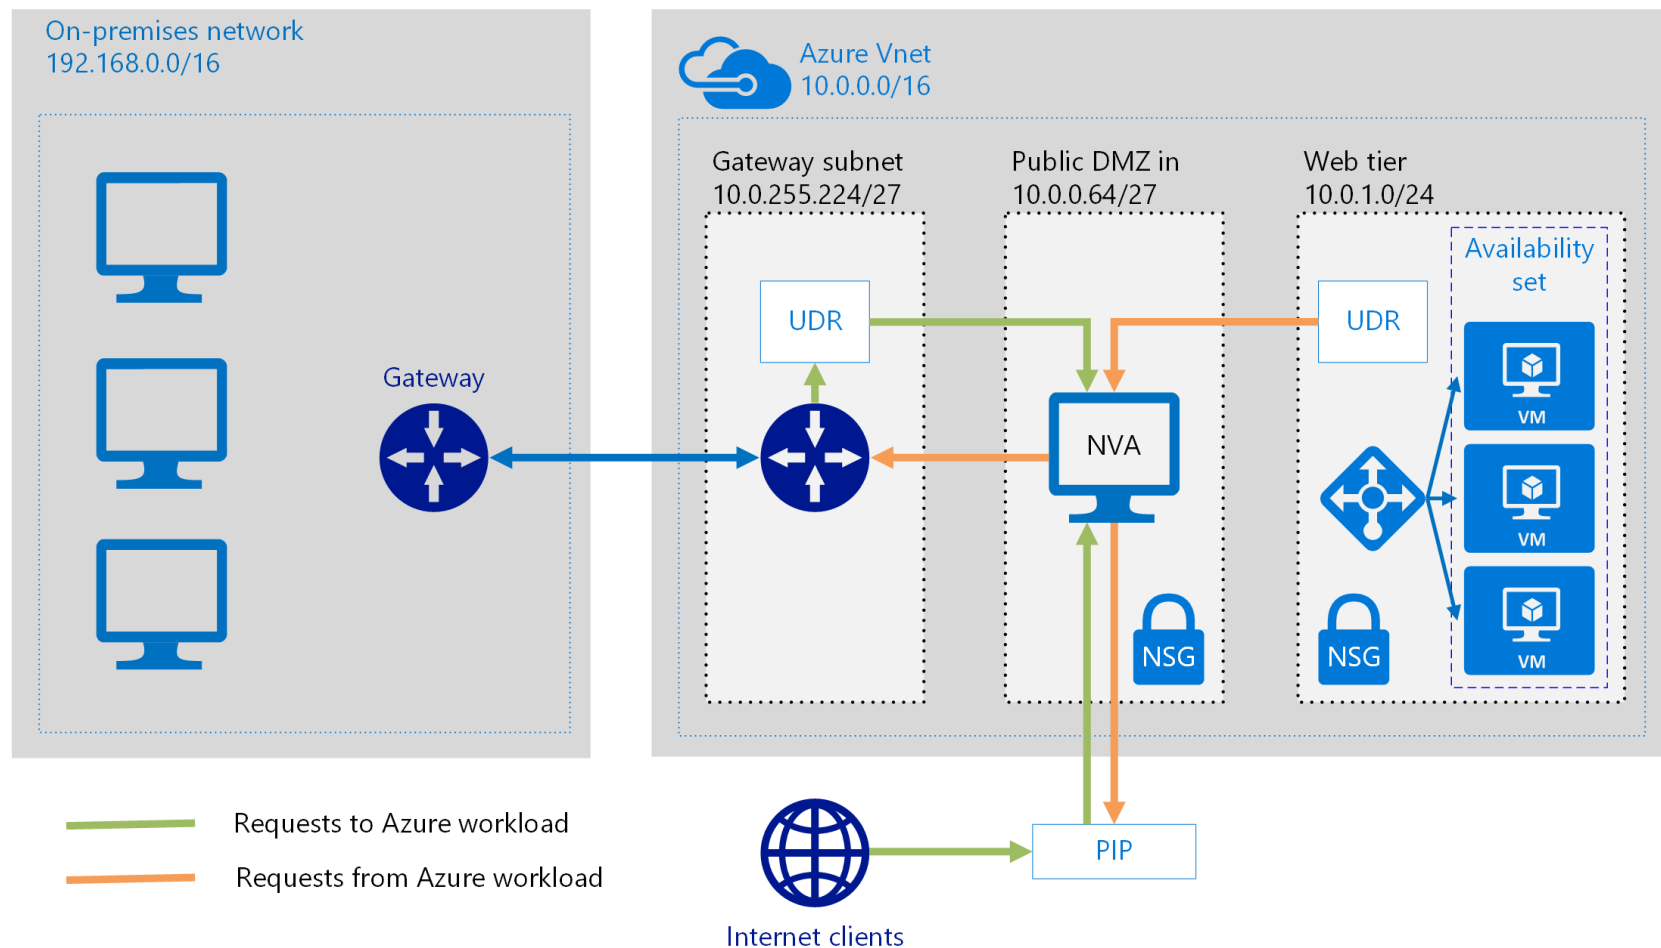 On-premises network
192.168.0.0/16
Gateway
Azure Vnet
10.0.0.0/16
Gateway subnet
10.0.255.224/27
UDR
Public DMZ in
10.0.0.64/27
NVA
NSG
Web tier
10.0.1.0/24
UDR
NSG
Availability
set
VM
VM
VM
Requests to Azure workload
Requests from Azure workload
Internet clients
PIP